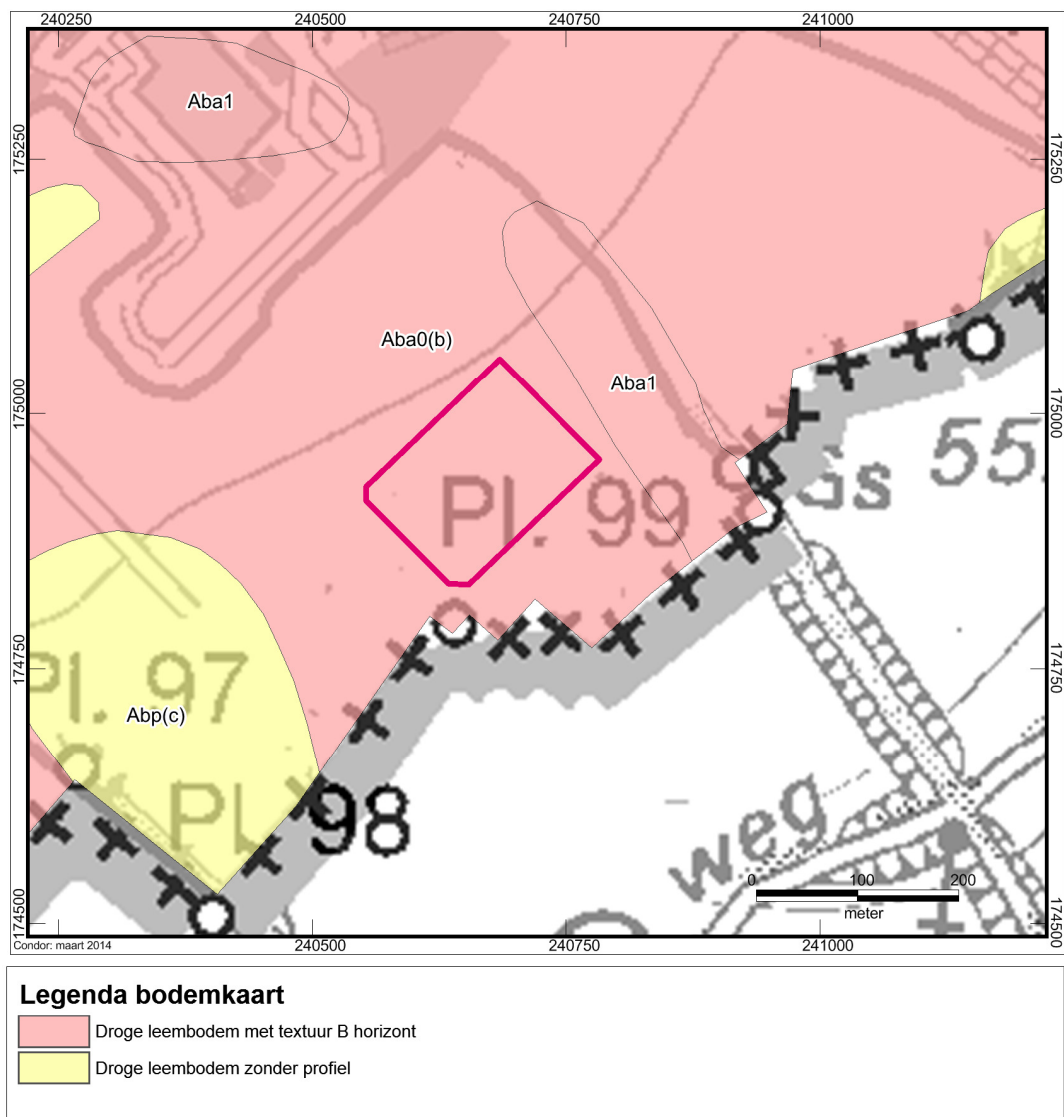 240250 240500 240750 241000
Aba1
175250 175250
Aba0(b)
Aba1
175000 175000
Pl. 99
Gs 55.
174750 174750
Pl. 97
Abp(c)
Pl. 98
weg
0 100 200
meter
174500 174500
Condor: maart 2014
240250 240500 240750 241000
Legenda bodemkaart
Droge leembodem met textuur B horizont
Droge leembodem zonder profiel